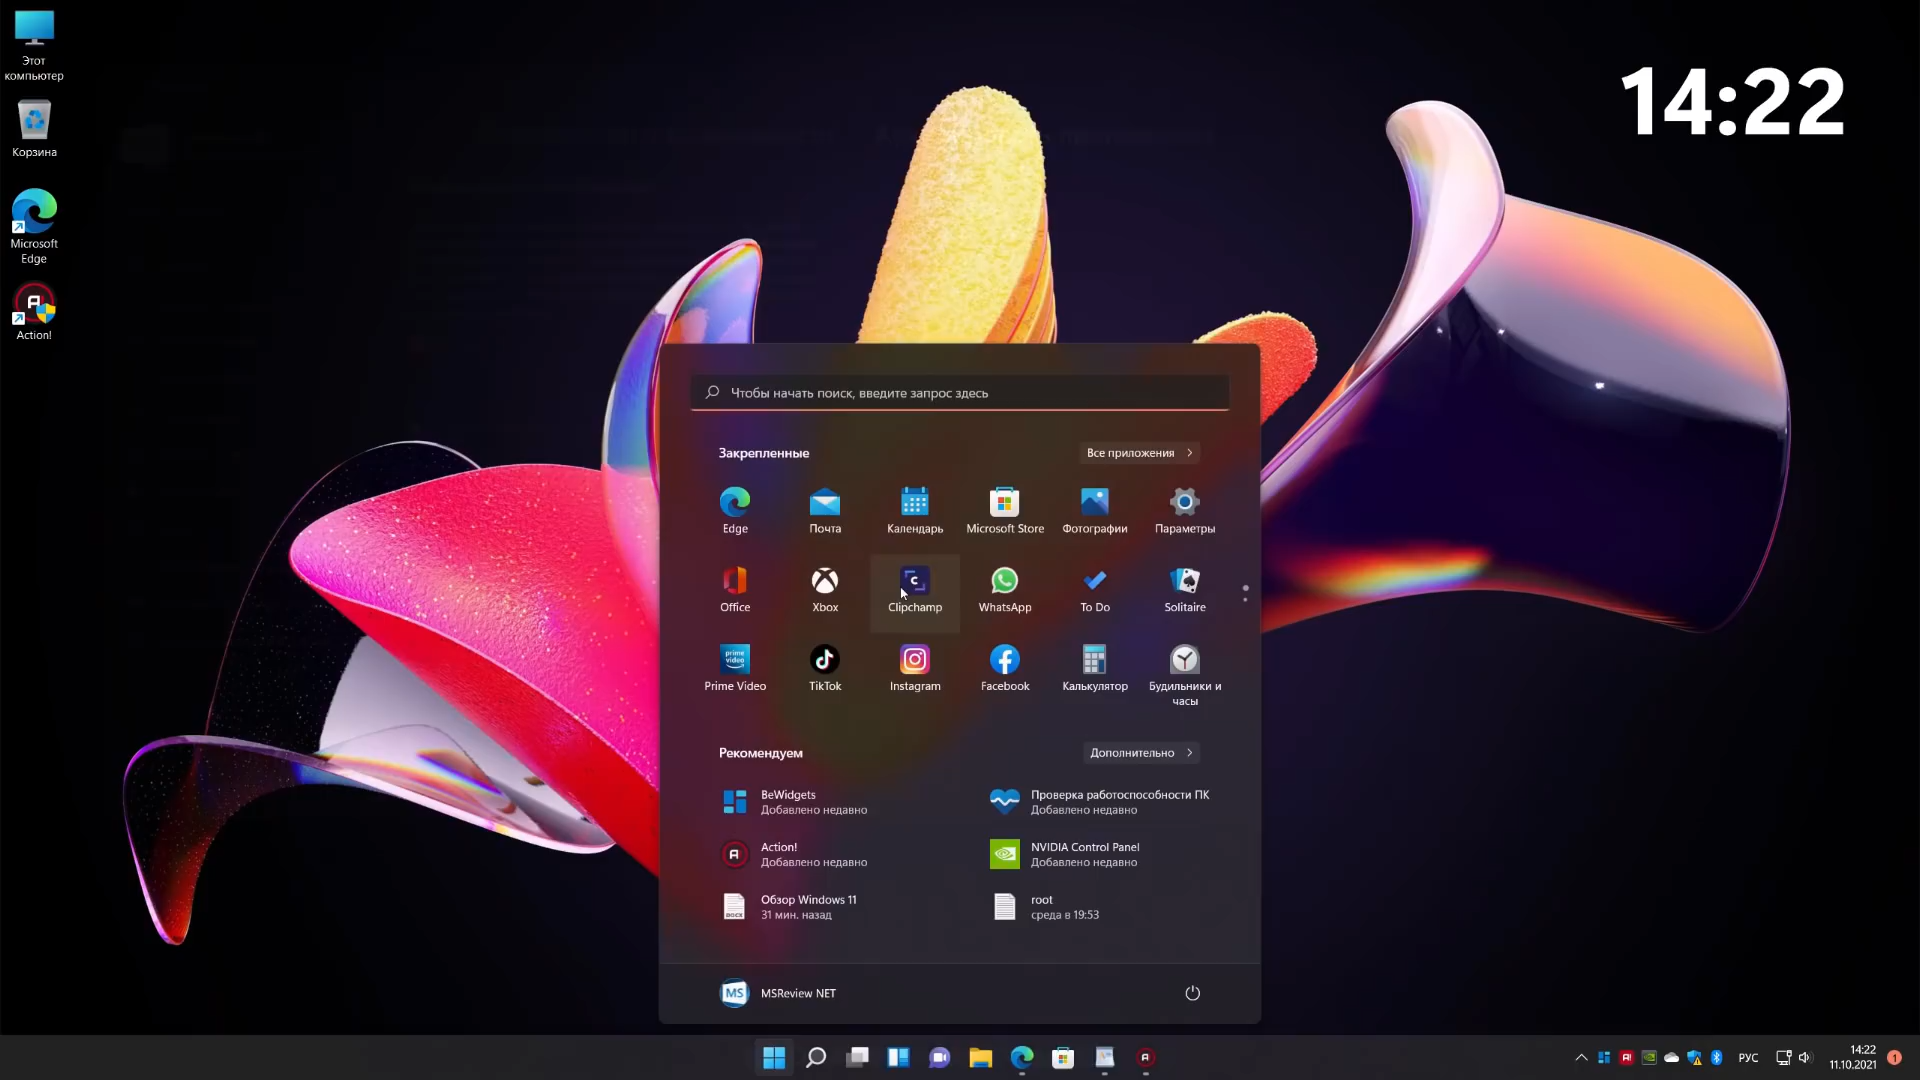 Этот
компьютер
Корзина
Microsoft
Edge
Action!
14:22
Чтобы начать поиск, введите запрос здесь
Закрепленные
Все приложения
Edge
Почта
Календарь
Microsoft Store
Фотографии
Параметры
Office
Xbox
Clipchamp
WhatsApp
To Do
Solitaire
Prime Video
TikTok
Instagram
Facebook
Калькулятор
Будильники и
часы
Рекомендуем
Дополнительно
BeWidgets
Добавлено недавно
Проверка работоспособности ПК
Добавлено недавно
Action!
Добавлено недавно
NVIDIA Control Panel
Добавлено недавно
Обзор Windows 11
31 мин. назад
root
среда в 19:53
MS
MSReview NET
РУС
14:22
11.10.2021
1